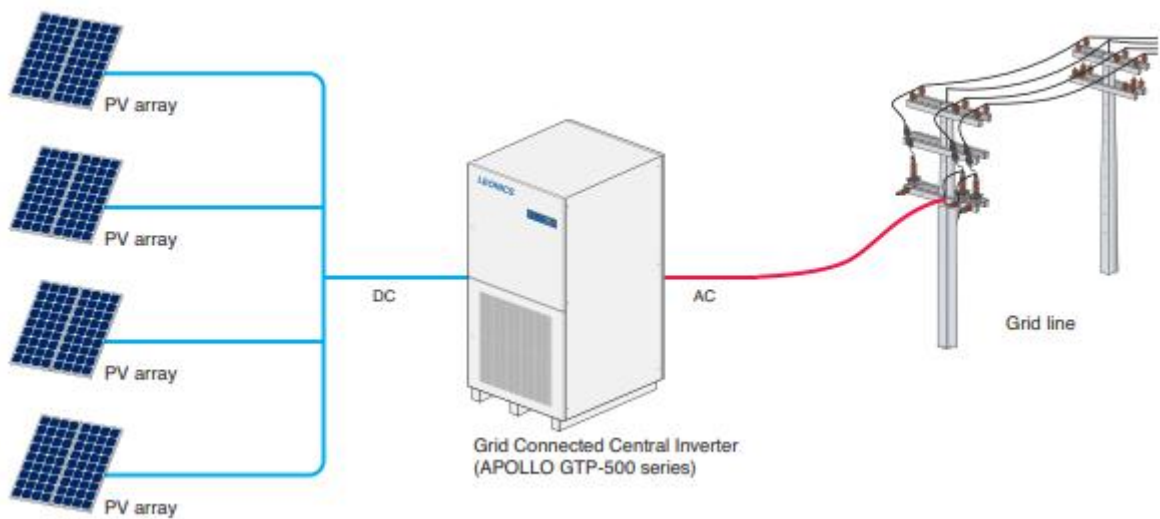 PV array
PV array
PV array
PV array
DC
LEONICS
AC
Grid line
Grid Connected Central Inverter
(APOLLO GTP-500 series)